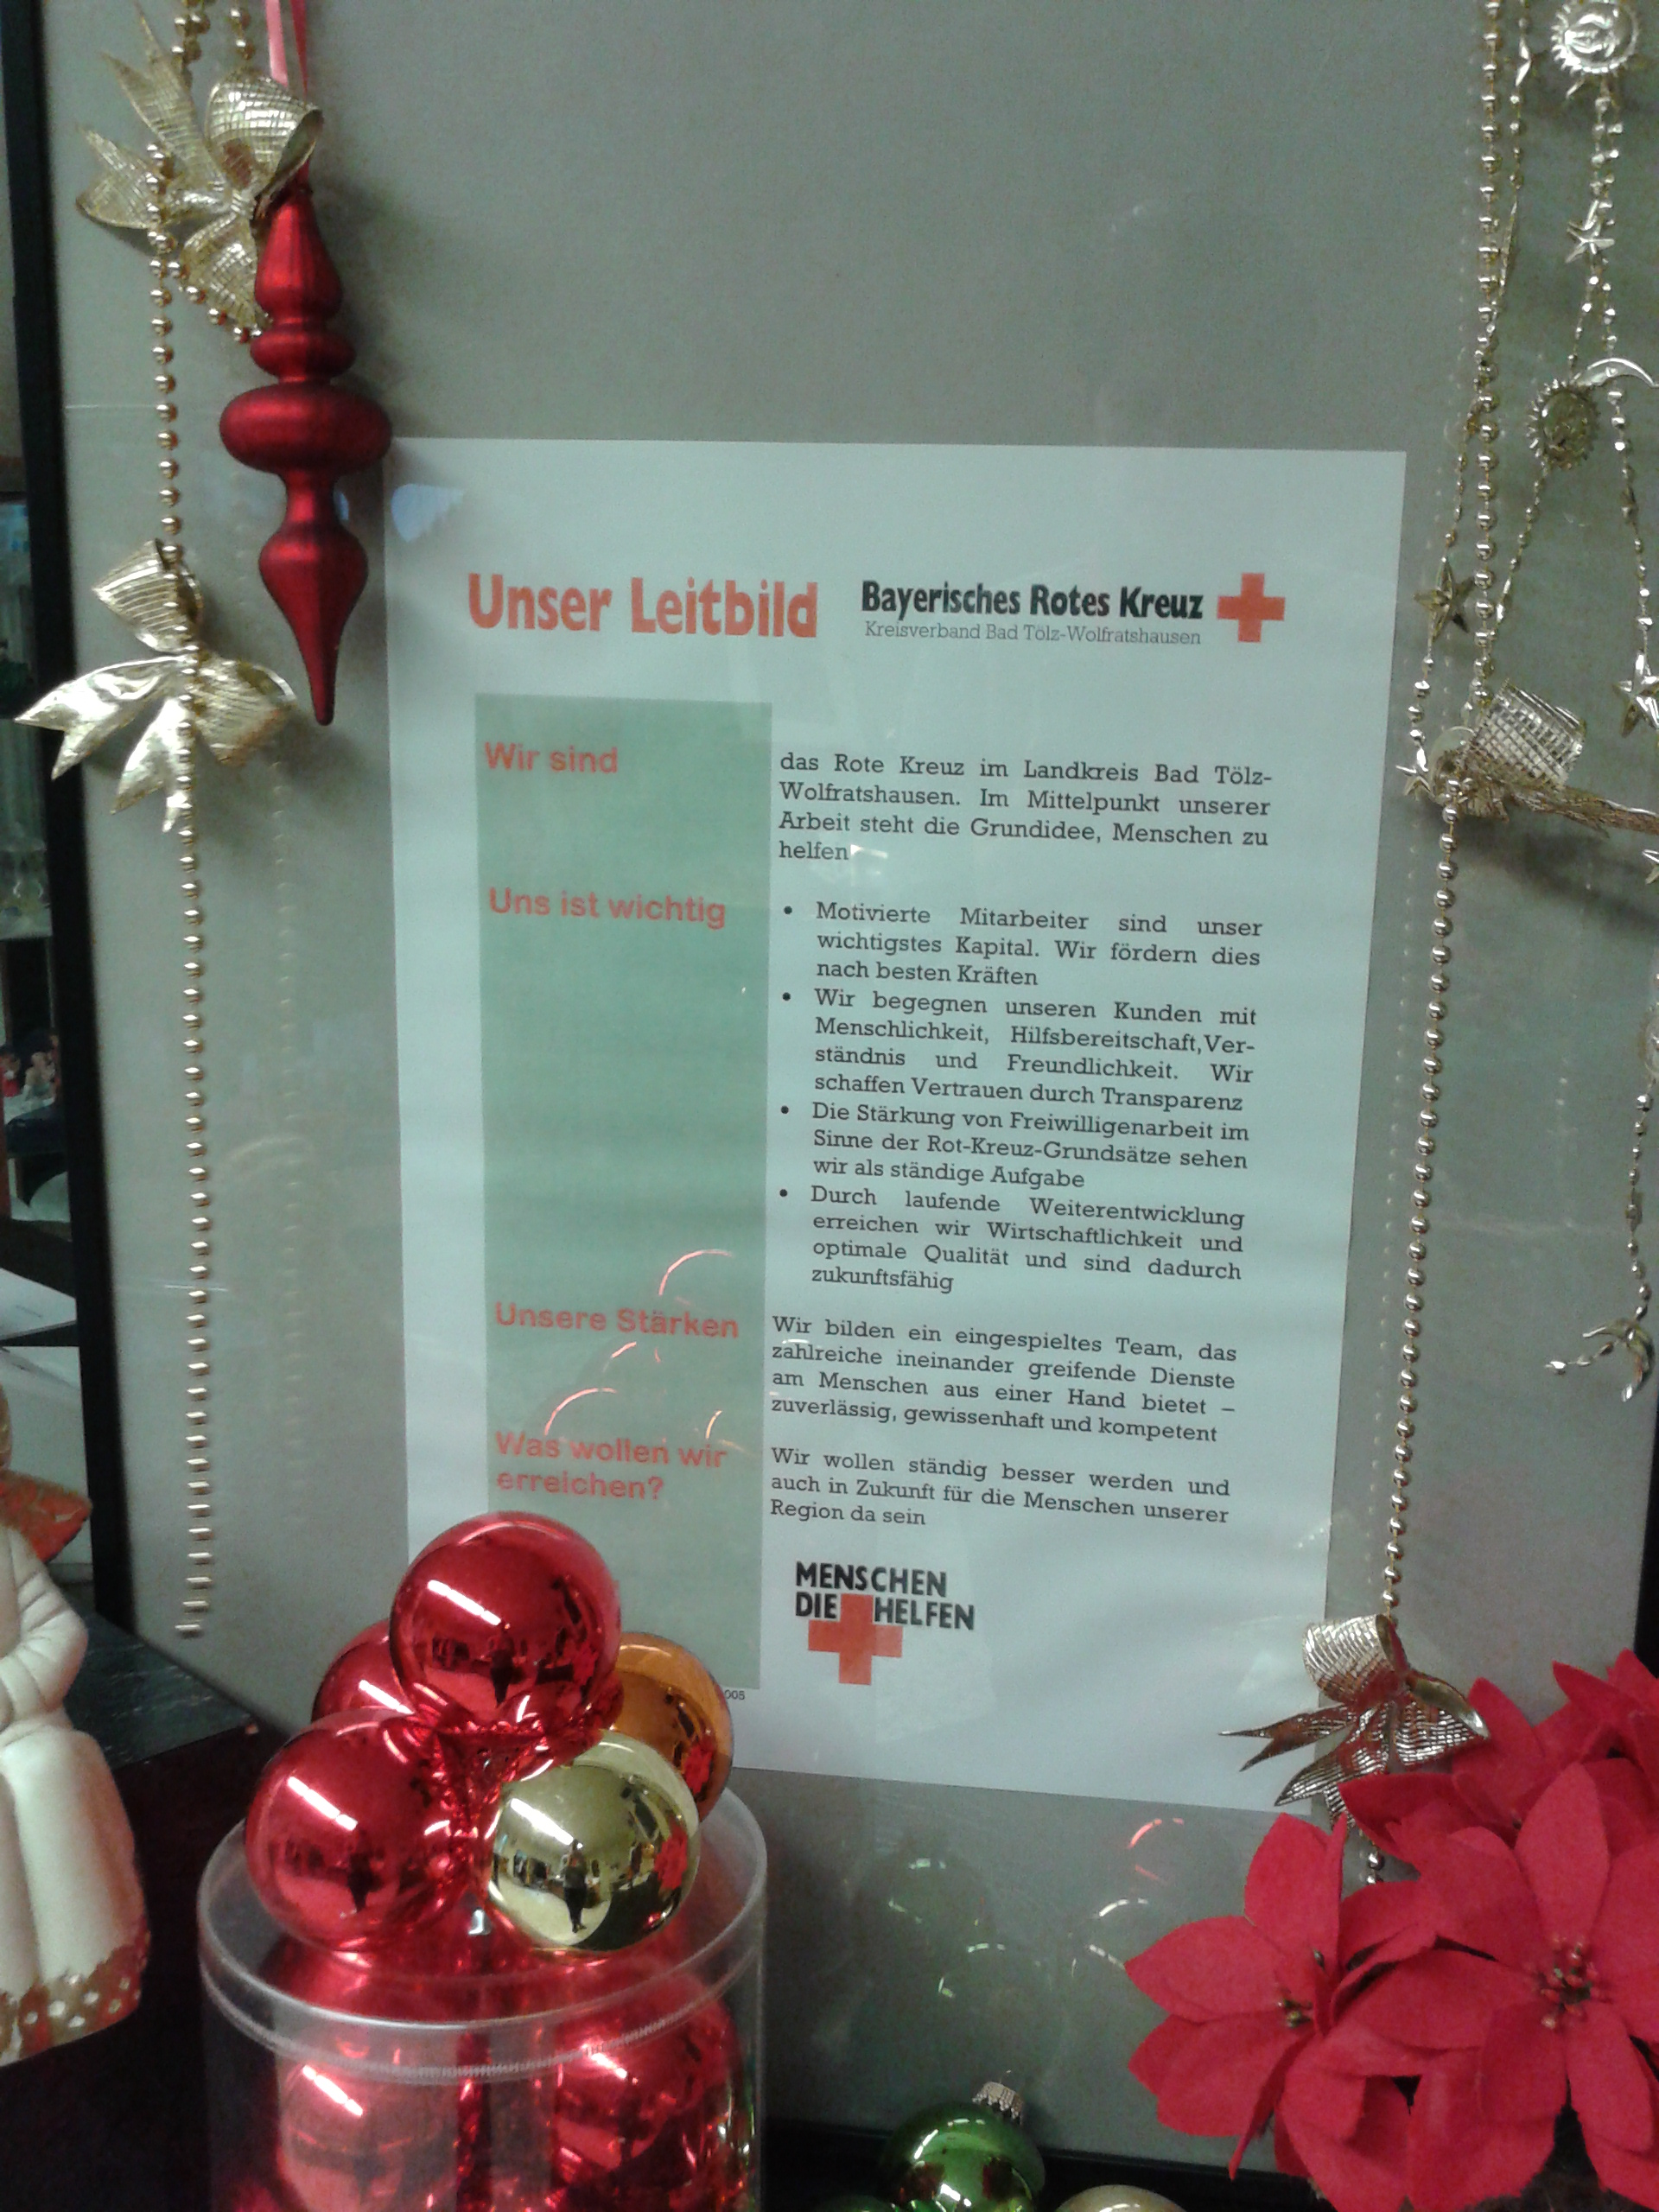 Unser Leitbild
Bayerisches Rotes Kreuz
Kreisverband Bad Tölz-Wolfratshausen
Wir sind
das Rote Kreuz im Landkreis Bad Tölz-
Wolfratshausen. Im Mittelpunkt unserer
Arbeit steht die Grundidee, Menschen zu
helfen
Uns ist wichtig
• Motivierte Mitarbeiter sind unser
wichtigstes Kapital. Wir fördern dies
nach besten Kräften
• Wir begegnen unseren Kunden mit
Menschlichkeit, Hilfsbereitschaft,Ver-
ständnis und Freundlichkeit. Wir
schaffen Vertrauen durch Transparenz
• Die Stärkung von Freiwilligenarbeit im
Sinne der Rot-Kreuz-Grundsätze sehen
wir als ständige Aufgabe
• Durch laufende Weiterentwicklung
erreichen wir Wirtschaftlichkeit und
optimale Qualität und sind dadurch
zukunftsfähig
Unsere Stärken
Wir bilden ein eingespieltes Team, das
zahlreiche ineinander greifende Dienste
am Menschen aus einer Hand bietet –
zuverlässig, gewissenhaft und kompetent
Was wollen wir
erreichen?
Wir wollen ständig besser werden und
auch in Zukunft für die Menschen unserer
Region da sein
MENSCHEN
DIE HELFEN